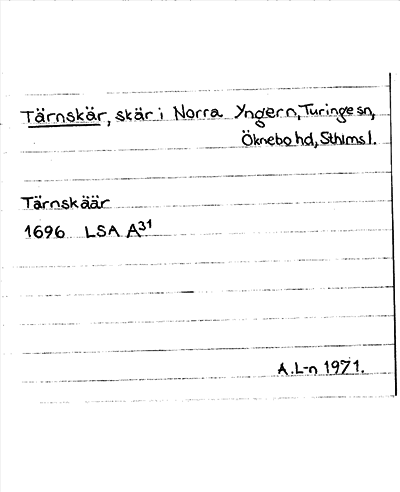 Tärnskär, skär i Norra Yngern, Turinge sn,
Öknebo hd, Sthlms l.
Tärnskäär
1696 LSA A31
A.L-n 1971.